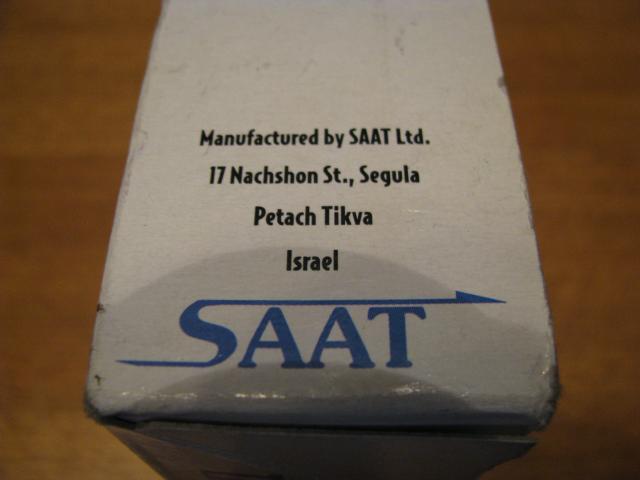 Manufactured by SAAT Ltd.
17 Nachshon St., Segula
Petach Tikva
Israel
SAAT